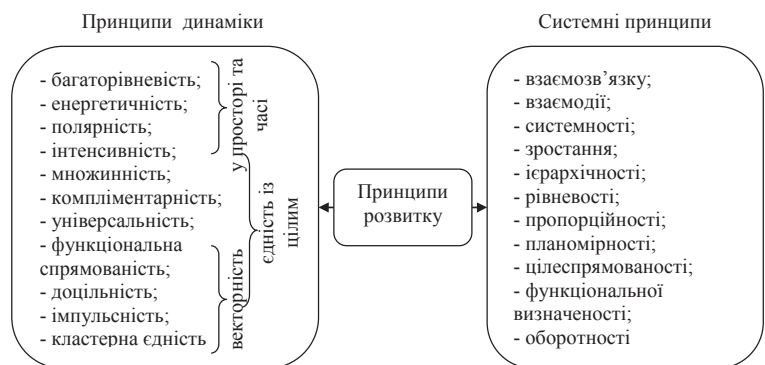 Принципи динаміки
- багаторівневість;
- енергетичність;
- полярність;
- інтенсивність;
- множинність;
- компліментарність;
- універсальність;
- функціональна
спрямованість;
- доцільність;
- імпульсність;
- кластерна єдність
у просторі та
часі
єдність із
цілим
векторність
Принципи
розвитку
Системні принципи
- взаємозв’язку;
- взаємодії;
- системності;
- зростання;
- ієрархічності;
- рівневості;
- пропорційності;
- планомірності;
- цілеспрямованості;
- функціональної
визначеності;
- оборотності